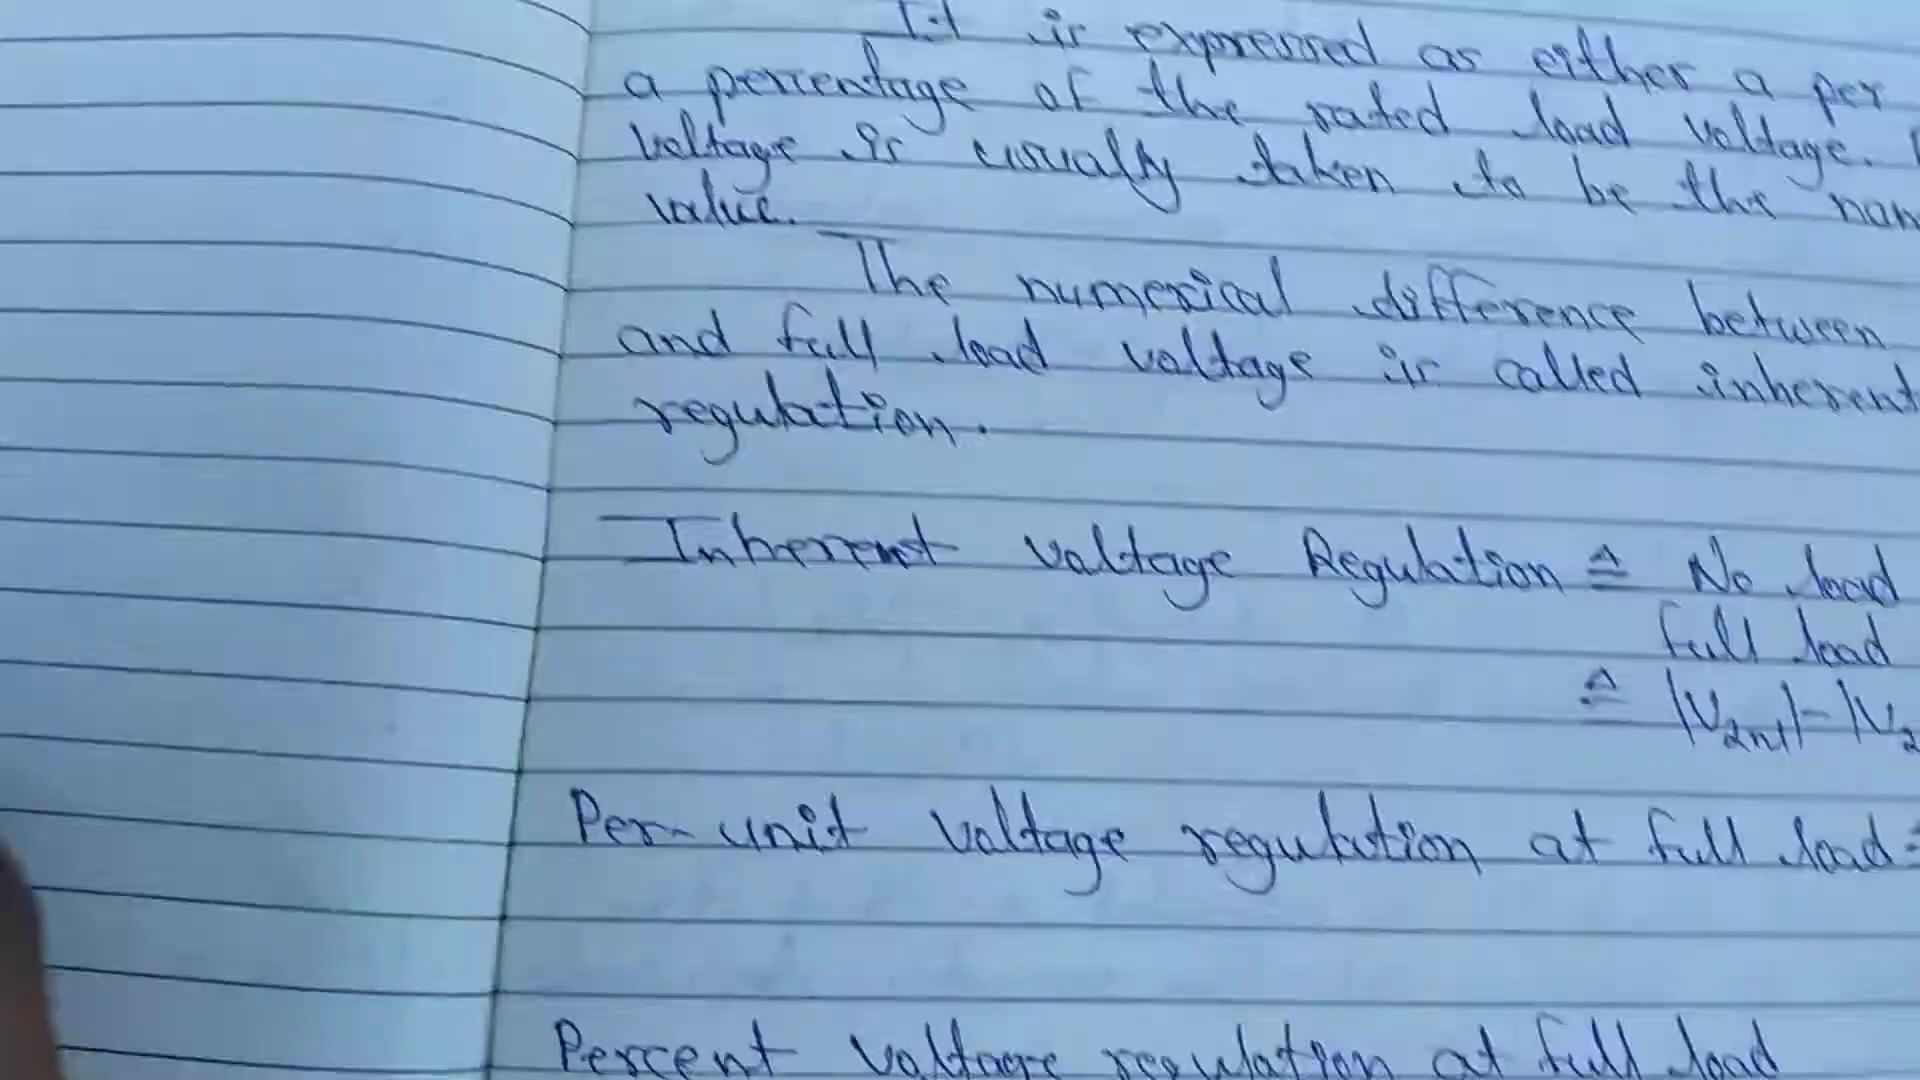 It is expressed as either a per
a percentage of the rated load voltage.
voltage is usually taken to be the nam
value.
The numerical difference between
and full load voltage is called inherent
regulation.
Inherent voltage Regulation ≜ No load
full load
≜ |V2nl| - |V2
Per-unit voltage regulation at full load =
Percent voltage regulation at full load